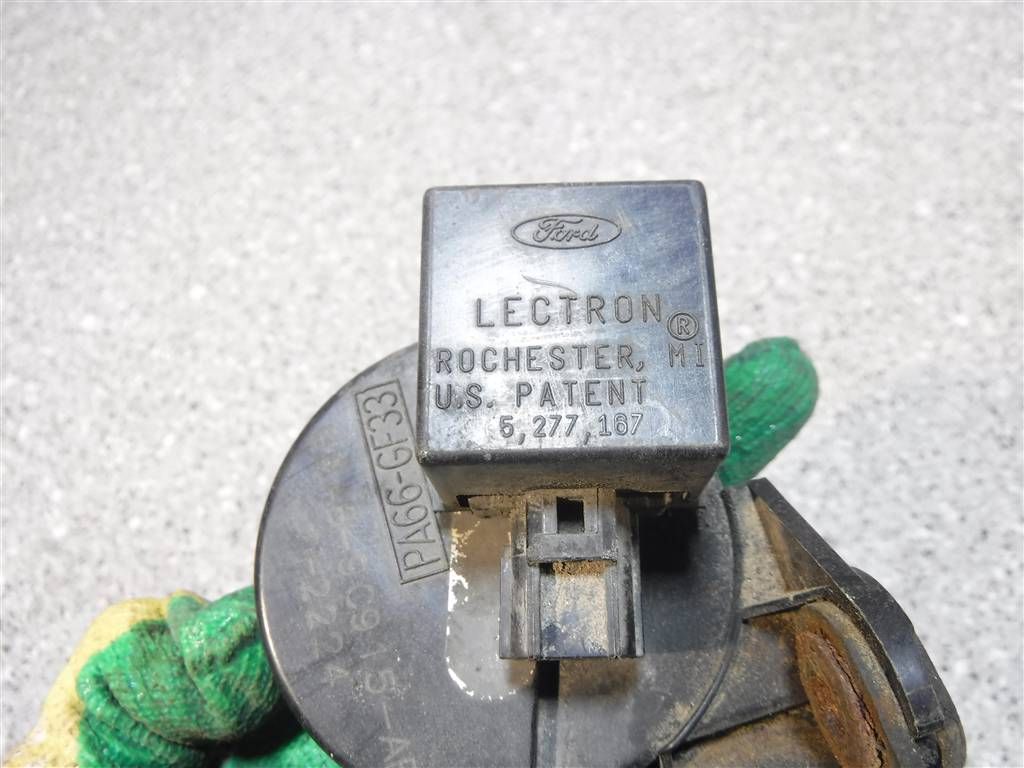 Ford
LECTRON®
ROCHESTER, MI
U.S. PATENT
5,277,167
PA66-GF33